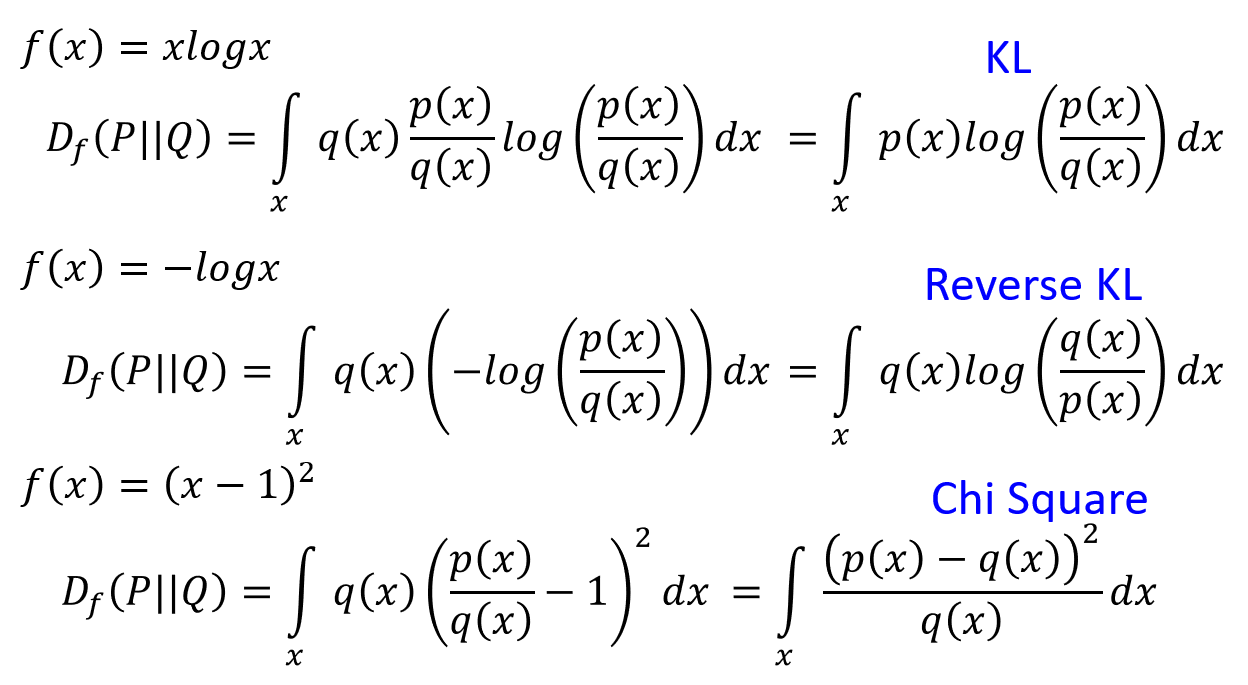 f(x) = xlogx
KL
D_f(P||Q) = ∫_x q(x) p(x)/q(x) log(p(x)/q(x)) dx = ∫_x p(x)log(p(x)/q(x)) dx
f(x) = −logx
Reverse KL
D_f(P||Q) = ∫_x q(x)(−log(p(x)/q(x))) dx = ∫_x q(x)log(q(x)/p(x)) dx
f(x) = (x − 1)²
Chi Square
D_f(P||Q) = ∫_x q(x)(p(x)/q(x) − 1)² dx = ∫_x (p(x) − q(x))²/q(x) dx